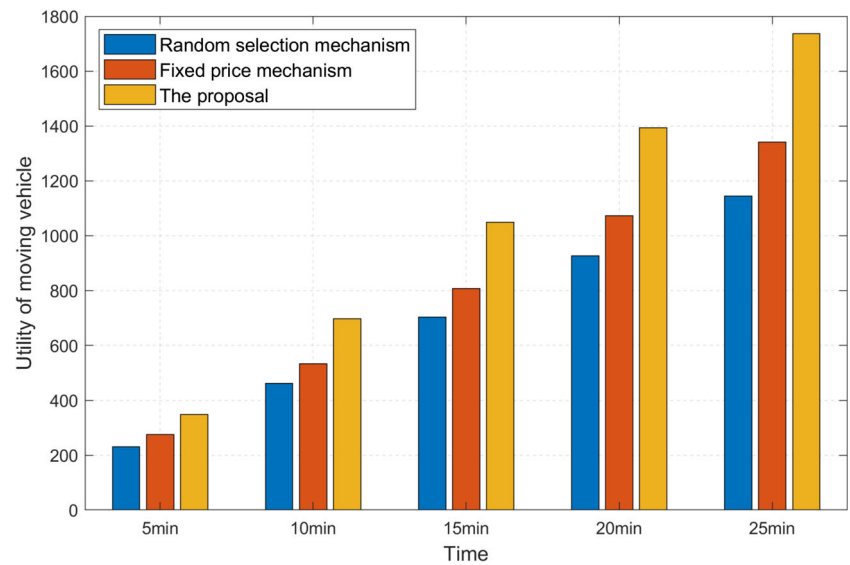 1800
1600
1400
1200
1000
800
600
400
200
0
Utility of moving vehicle
Random selection mechanism
Fixed price mechanism
The proposal
5min 10min 15min 20min 25min
Time